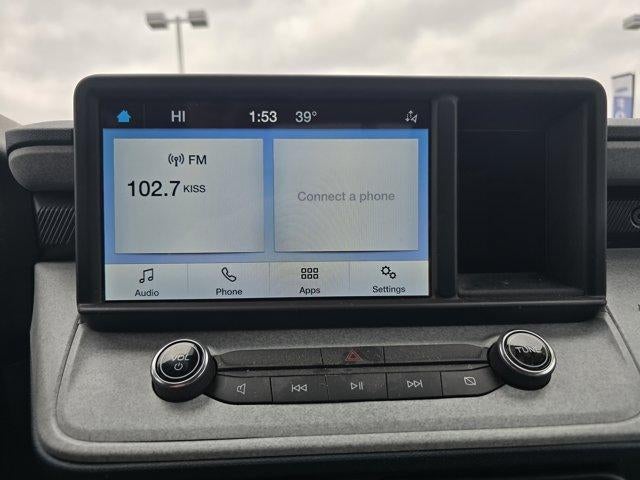 HI 1:53 39°
FM
102.7 KISS
Connect a phone
Audio Phone Apps Settings
VOL
TUNE